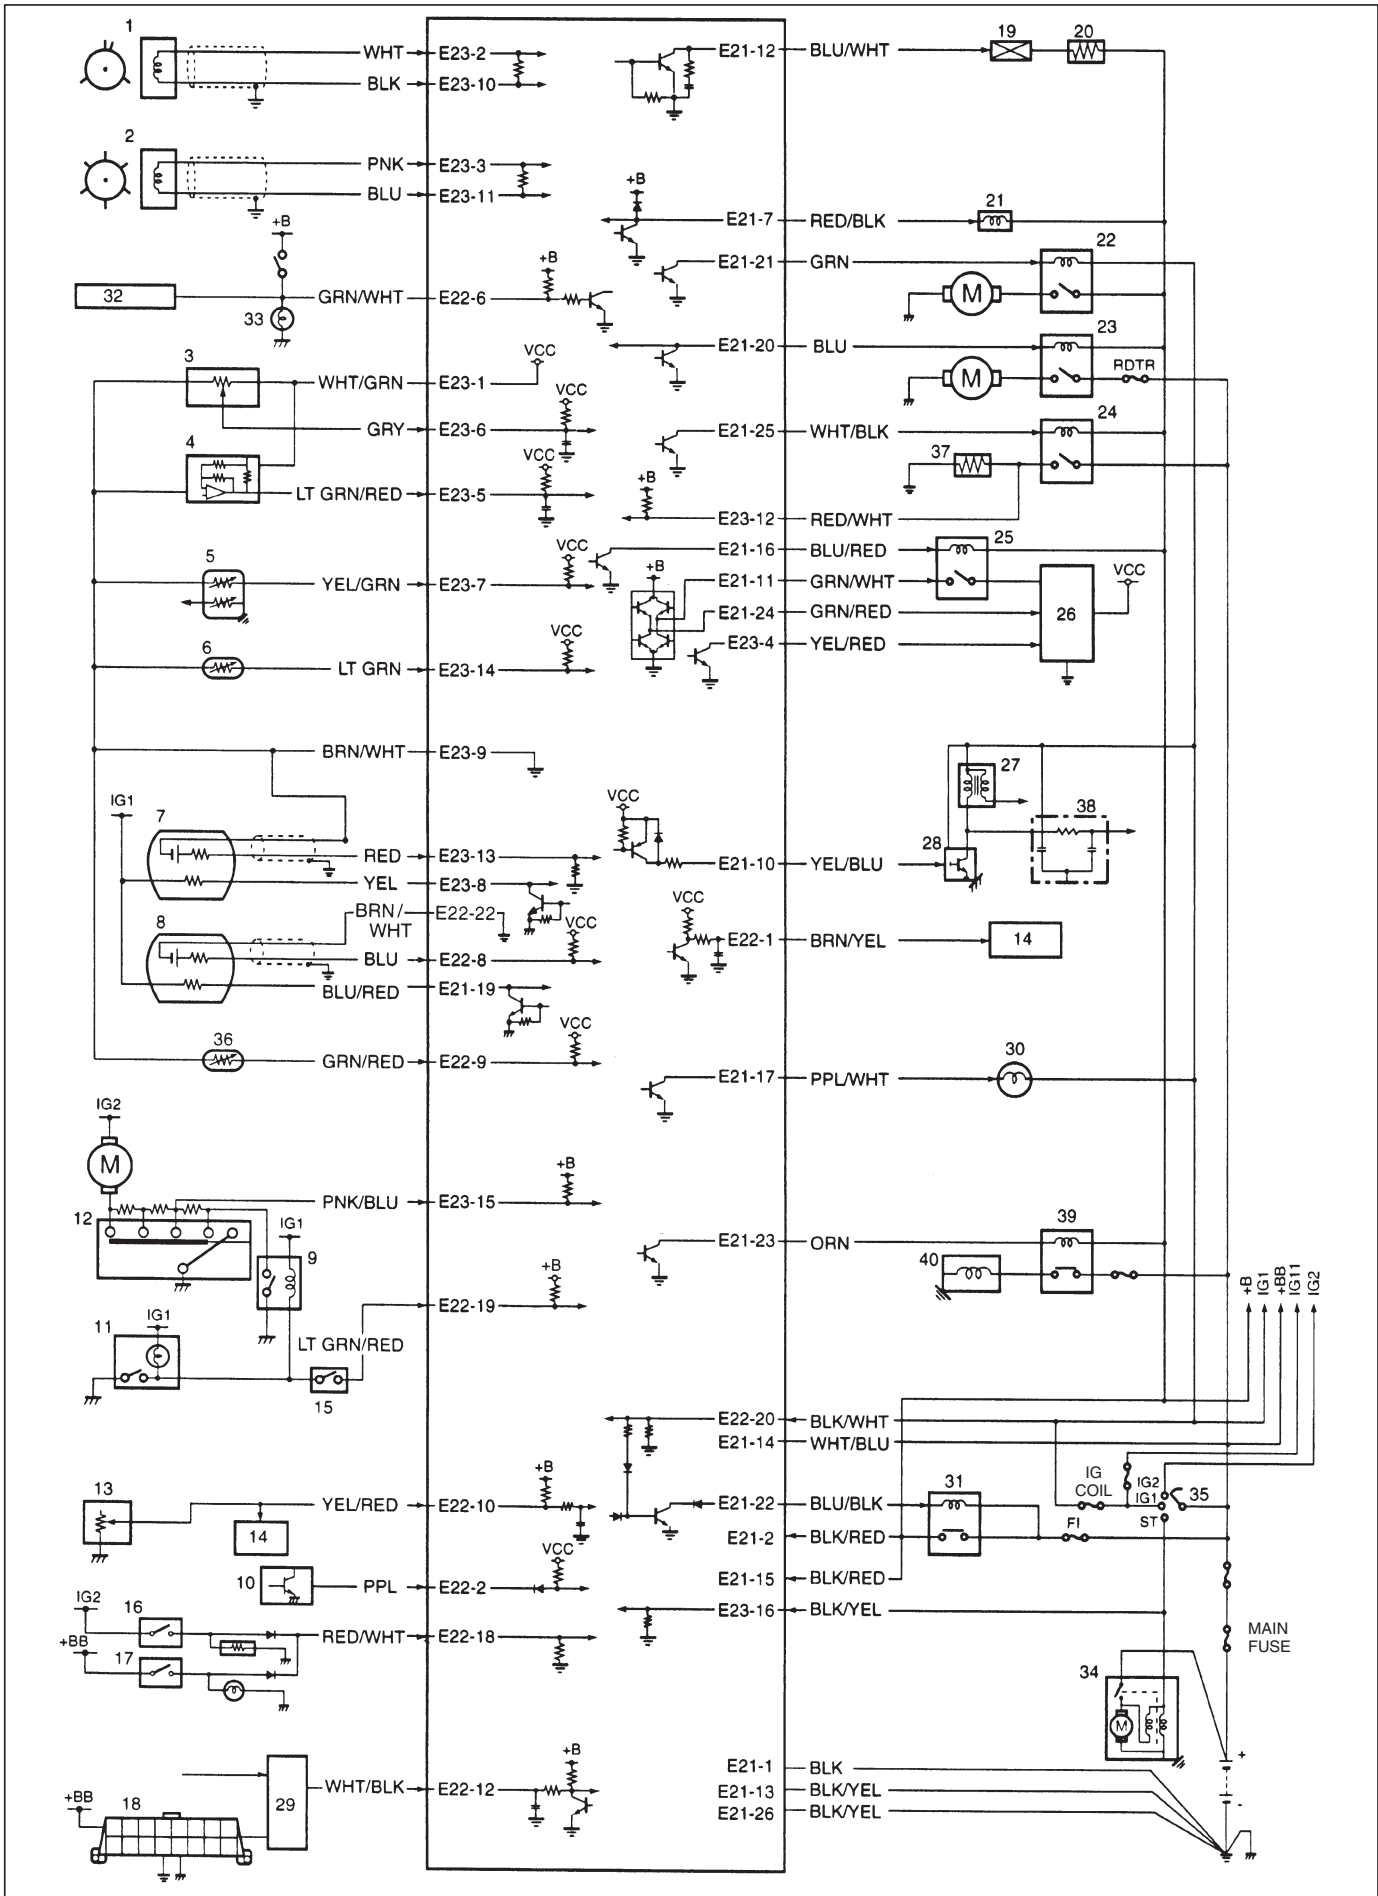 1
WHT E23-2
BLK E23-10
2
PNK E23-3
BLU E23-11
+B
32
GRN/WHT E22-6
+B
33
3
WHT/GRN E23-1
VCC
GRY E23-6
VCC
4
LT GRN/RED E23-5
VCC
5
YEL/GRN E23-7
VCC
6
LT GRN E23-14
VCC
BRN/WHT E23-9
IG1
7
RED E23-13
YEL E23-8
8
BRN/ E22-22
WHT
VCC
BLU E22-8
BLU/RED E21-19
36
GRN/RED E22-9
VCC
IG2
M
PNK/BLU E23-15
+B
12
IG1
9
E22-19
+B
LT GRN/RED
11
IG1
15
13
YEL/RED E22-10
+B
14
10
PPL E22-2
VCC
IG2
16
RED/WHT E22-18
+BB
17
29
WHT/BLK E22-12
+B
+BB
18
E21-12 BLU/WHT
19
20
+B
E21-7 RED/BLK
21
E21-21 GRN
22
M
E21-20 BLU
23
M
RDTR
E21-25 WHT/BLK
24
37
+B
E23-12 RED/WHT
E21-16 BLU/RED
25
+B
E21-11 GRN/WHT
VCC
E21-24 GRN/RED
26
E23-4 YEL/RED
27
VCC
38
28
E21-10 YEL/BLU
VCC
E22-1 BRN/YEL
14
30
E21-17 PPL/WHT
39
E21-23 ORN
40
+B
IG1
+BB
IG11
IG2
E22-20 BLK/WHT
E21-14 WHT/BLU
IG
COIL
IG2
IG1
ST
35
31
E21-22 BLU/BLK
FI
E21-2 BLK/RED
E21-15 BLK/RED
E23-16 BLK/YEL
MAIN
FUSE
34
M
+
-
E21-1 BLK
E21-13 BLK/YEL
E21-26 BLK/YEL